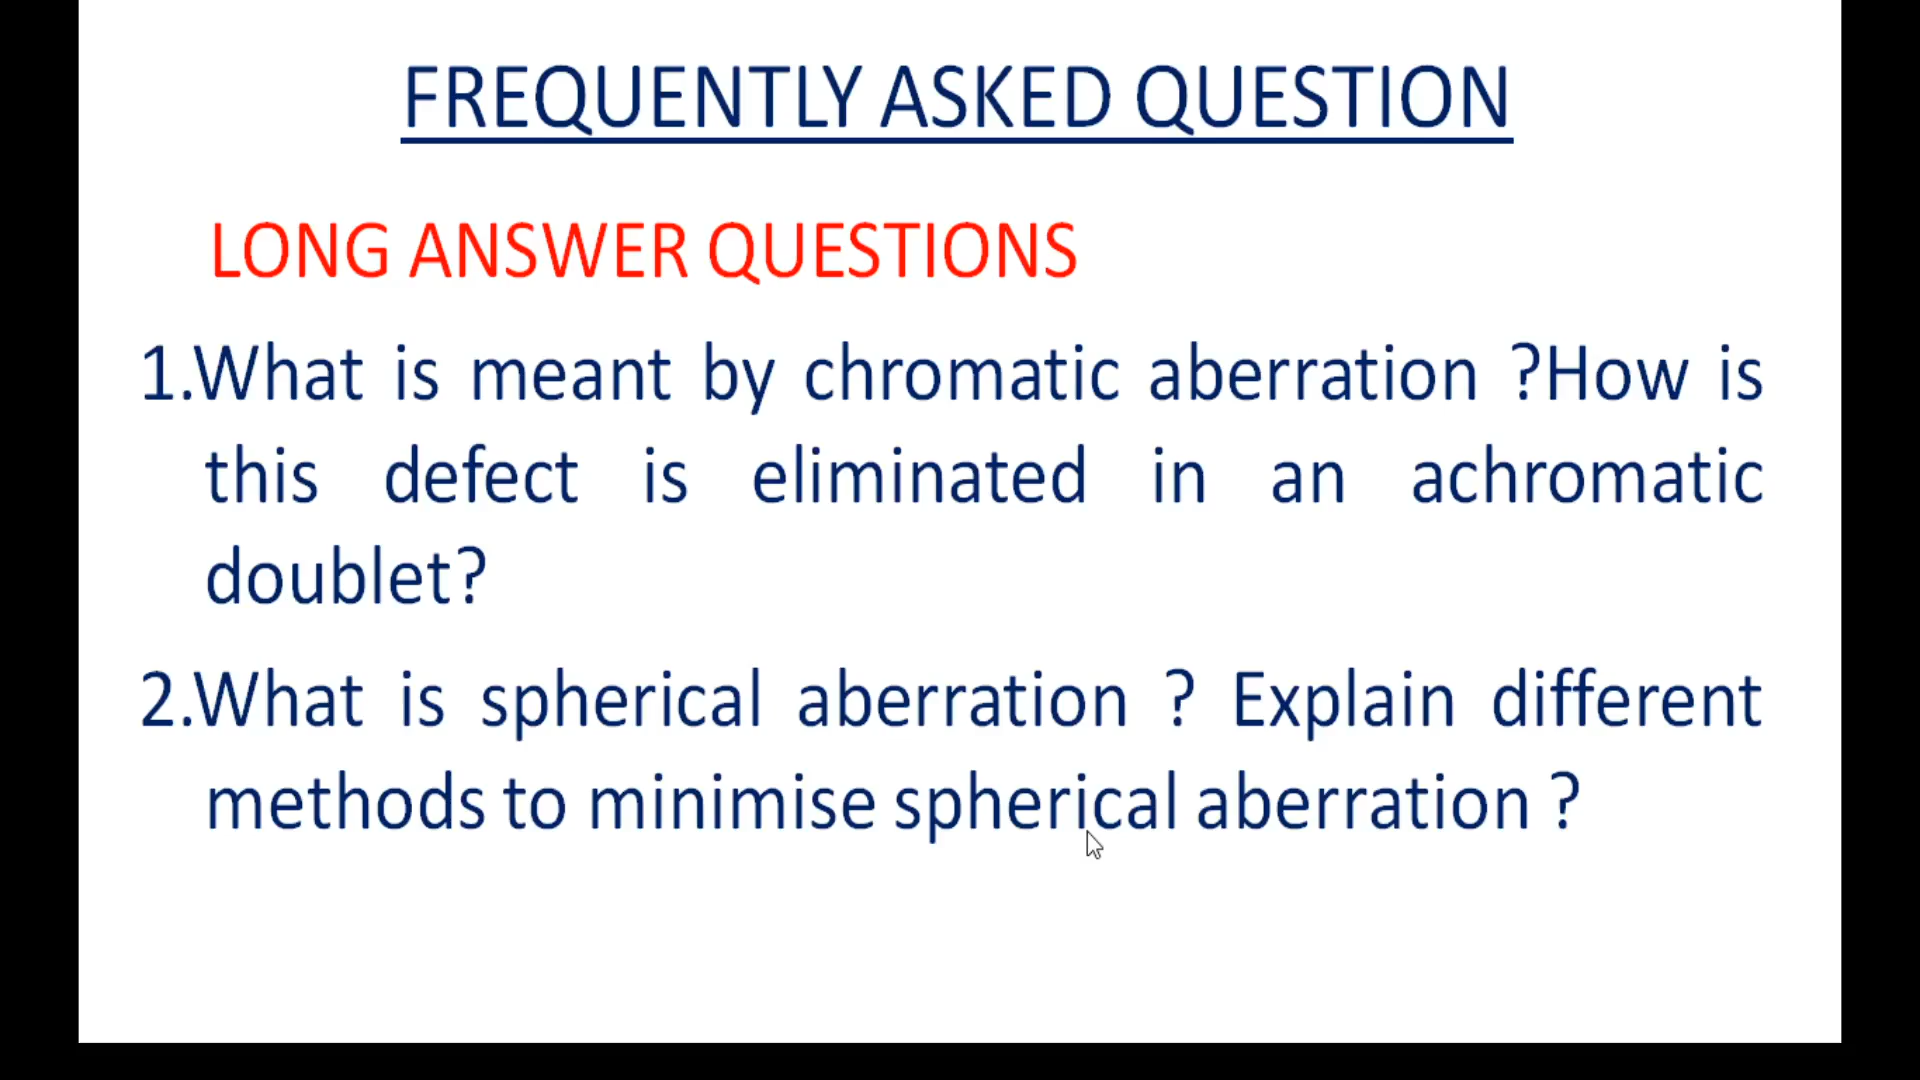 FREQUENTLY ASKED QUESTION
LONG ANSWER QUESTIONS
1.What is meant by chromatic aberration ?How is
this defect is eliminated in an achromatic
doublet?
2.What is spherical aberration ? Explain different
methods to minimise spherical aberration ?